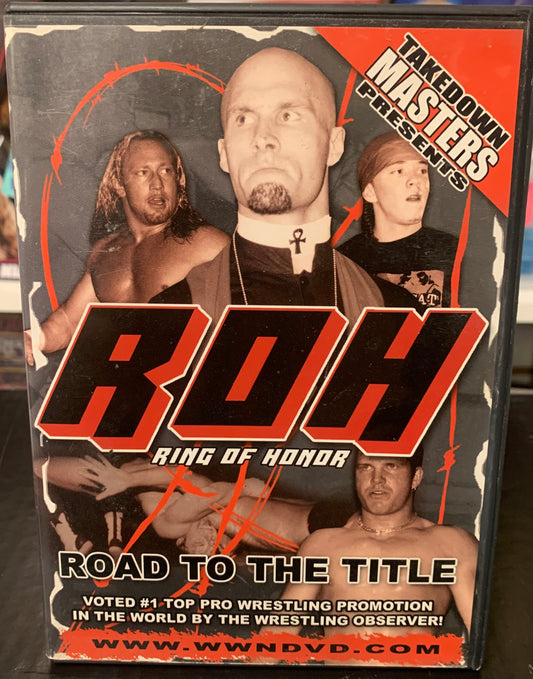 TAKEDOWN
MASTERS
PRESENTS
ROH
RING OF HONOR
ROAD TO THE TITLE
VOTED #1 TOP PRO WRESTLING PROMOTION
IN THE WORLD BY THE WRESTLING OBSERVER!
WWW.WWNDVD.COM